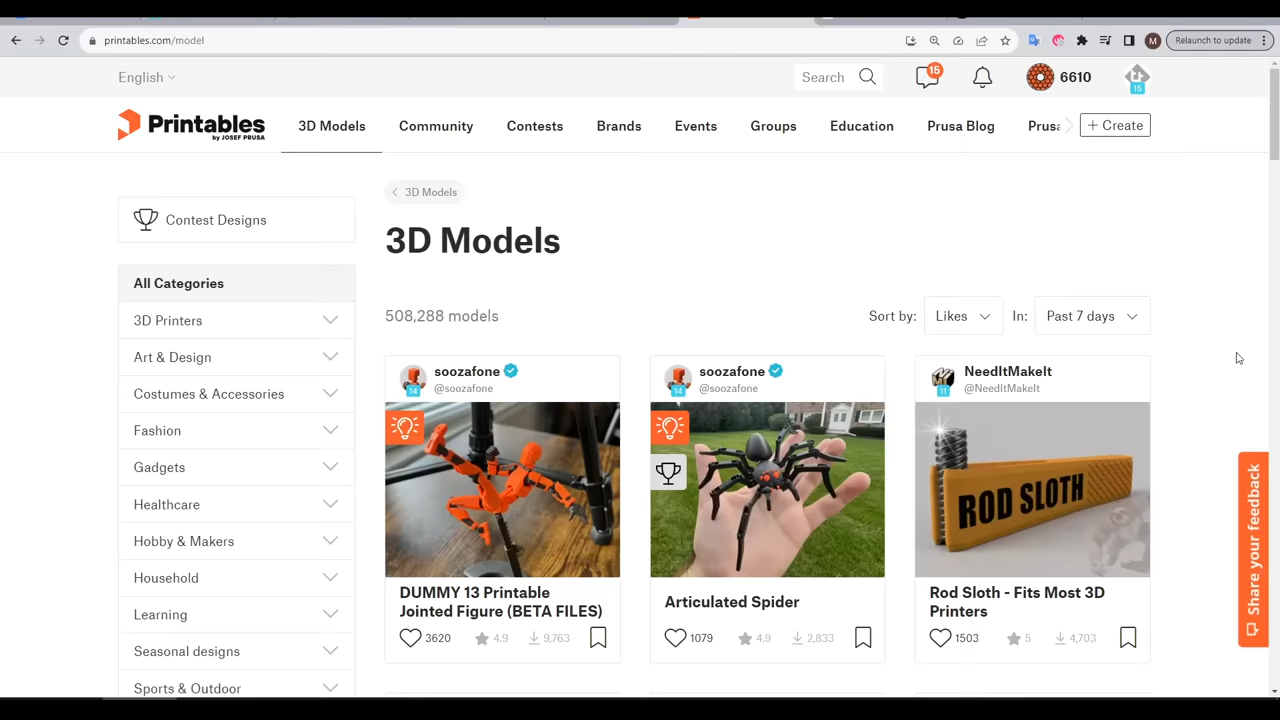 printables.com/model
M
Relaunch to update
English
Search
15
6610
15
Printables
by JOSEF PRUSA
3D Models
Community
Contests
Brands
Events
Groups
Education
Prusa Blog
Prusa
+ Create
Contest Designs
All Categories
3D Printers
Art & Design
Costumes & Accessories
Fashion
Gadgets
Healthcare
Hobby & Makers
Household
Learning
Seasonal designs
Sports & Outdoor
3D Models
3D Models
508,288 models
Sort by:
Likes
In:
Past 7 days
14
soozafone
@soozafone
DUMMY 13 Printable
Jointed Figure (BETA FILES)
3620
4.9
9,763
14
soozafone
@soozafone
Articulated Spider
1079
4.9
2,833
11
NeedItMakeIt
@NeedItMakeIt
ROD SLOTH
Rod Sloth - Fits Most 3D
Printers
1503
5
4,703
Share your feedback